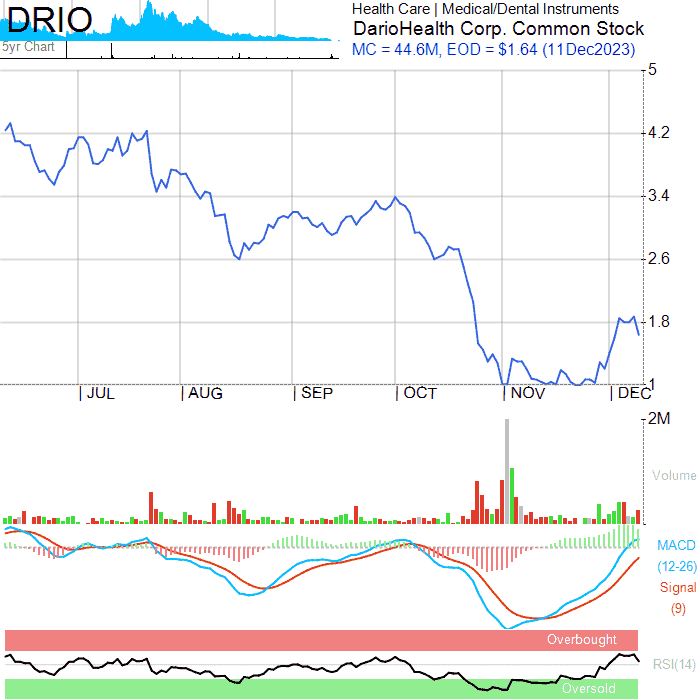 DRIO
5yr Chart
Health Care | Medical/Dental Instruments
DarioHealth Corp. Common Stock
MC = 44.6M, EOD = $1.64 (11Dec2023)
5
4.2
3.4
2.6
1.8
1
JUL
AUG
SEP
OCT
NOV
DEC
2M
Volume
MACD
(12-26)
Signal
(9)
Overbought
RSI(14)
Oversold